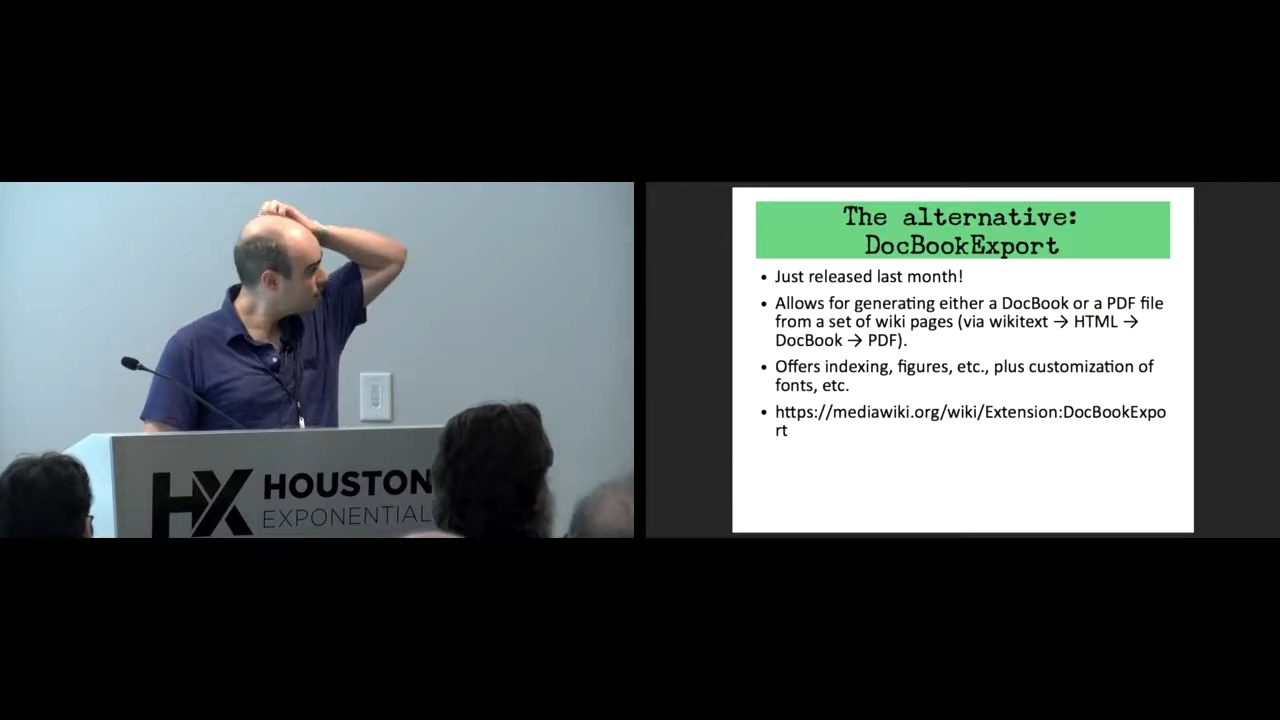 HOUSTON
EXPONENTIAL
The alternative:
DocBookExport
• Just released last month!
• Allows for generating either a DocBook or a PDF file
from a set of wiki pages (via wikitext → HTML →
DocBook → PDF).
• Offers indexing, figures, etc., plus customization of
fonts, etc.
• https://mediawiki.org/wiki/Extension:DocBookExpo
rt